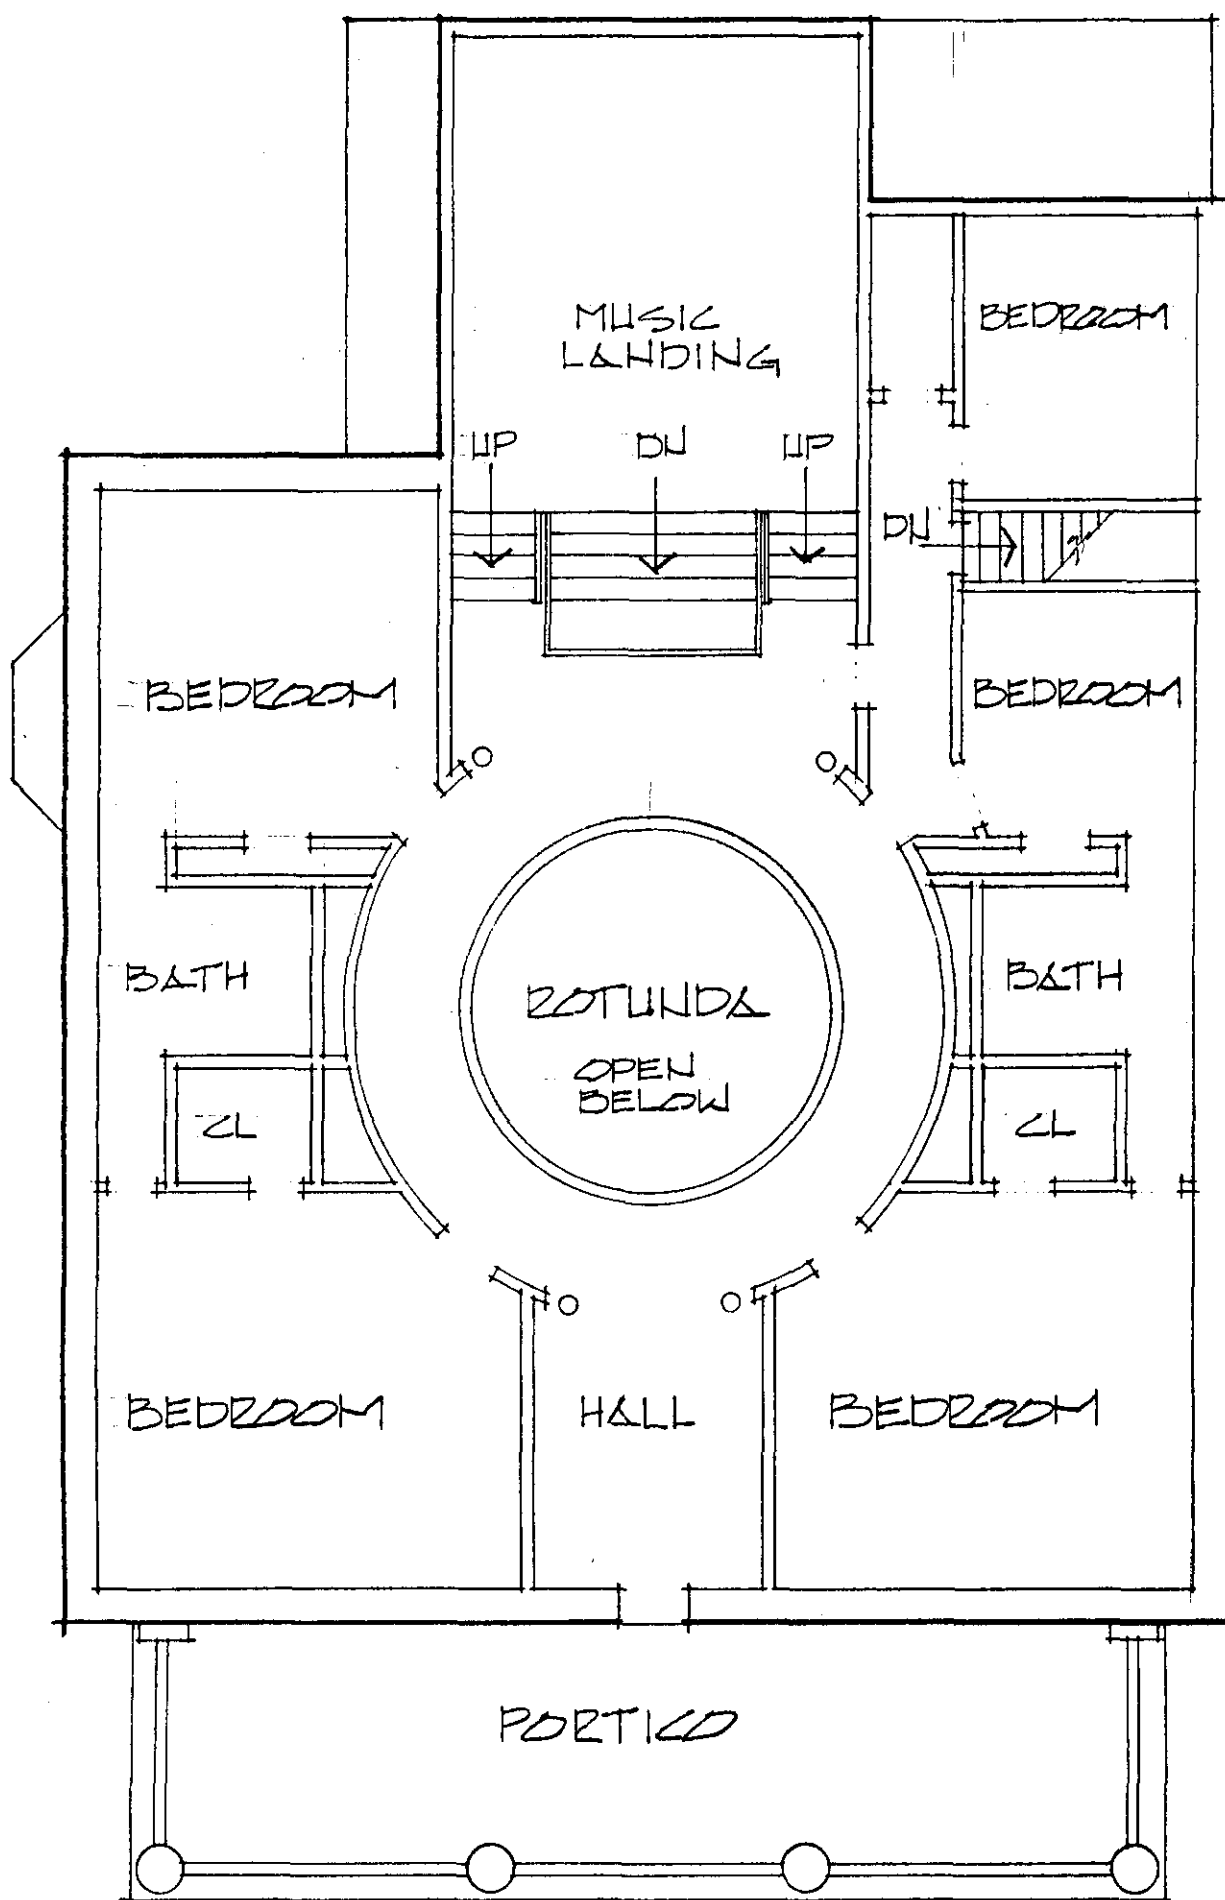 MUSIC
LANDING
BEDROOM
UP
DN
UP
DN
BEDROOM
BEDROOM
BATH
ROTUNDA
OPEN
BELOW
BATH
CL
CL
BEDROOM
HALL
BEDROOM
PORTICO